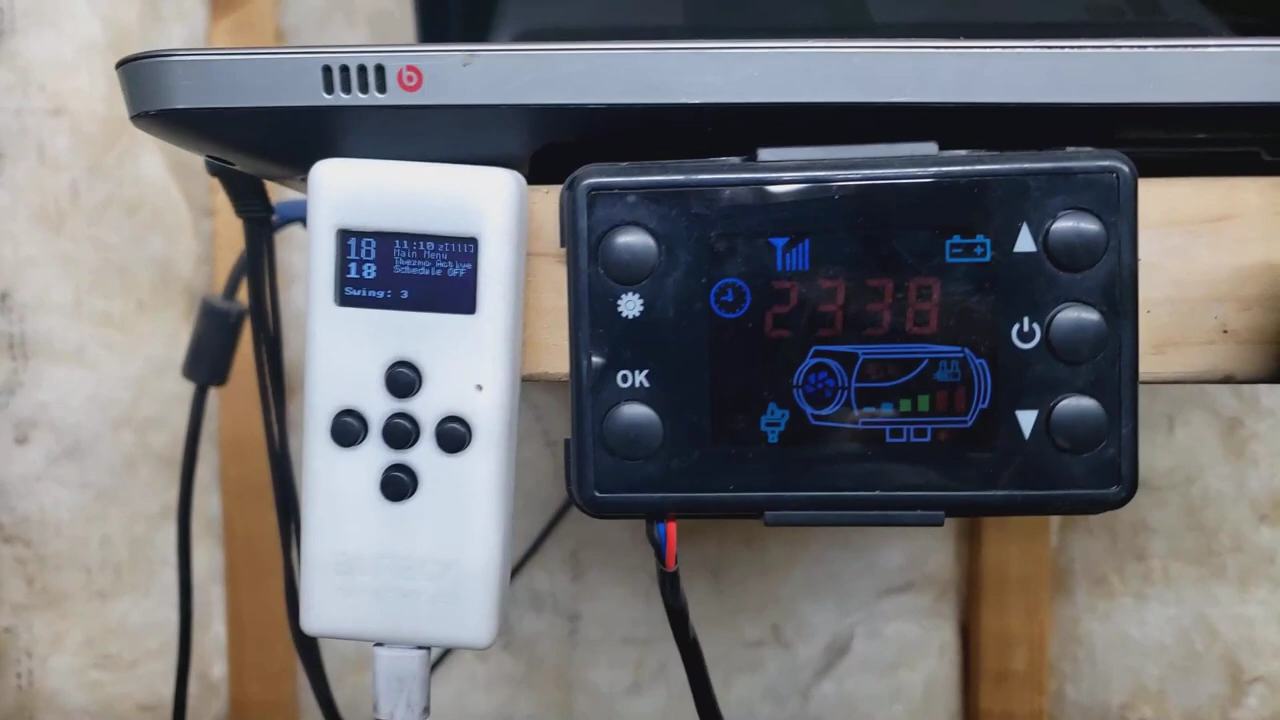 b
18
11:10
Main Menu
Thermo Active
18
Schedule OFF
Swing: 3
2338
OK